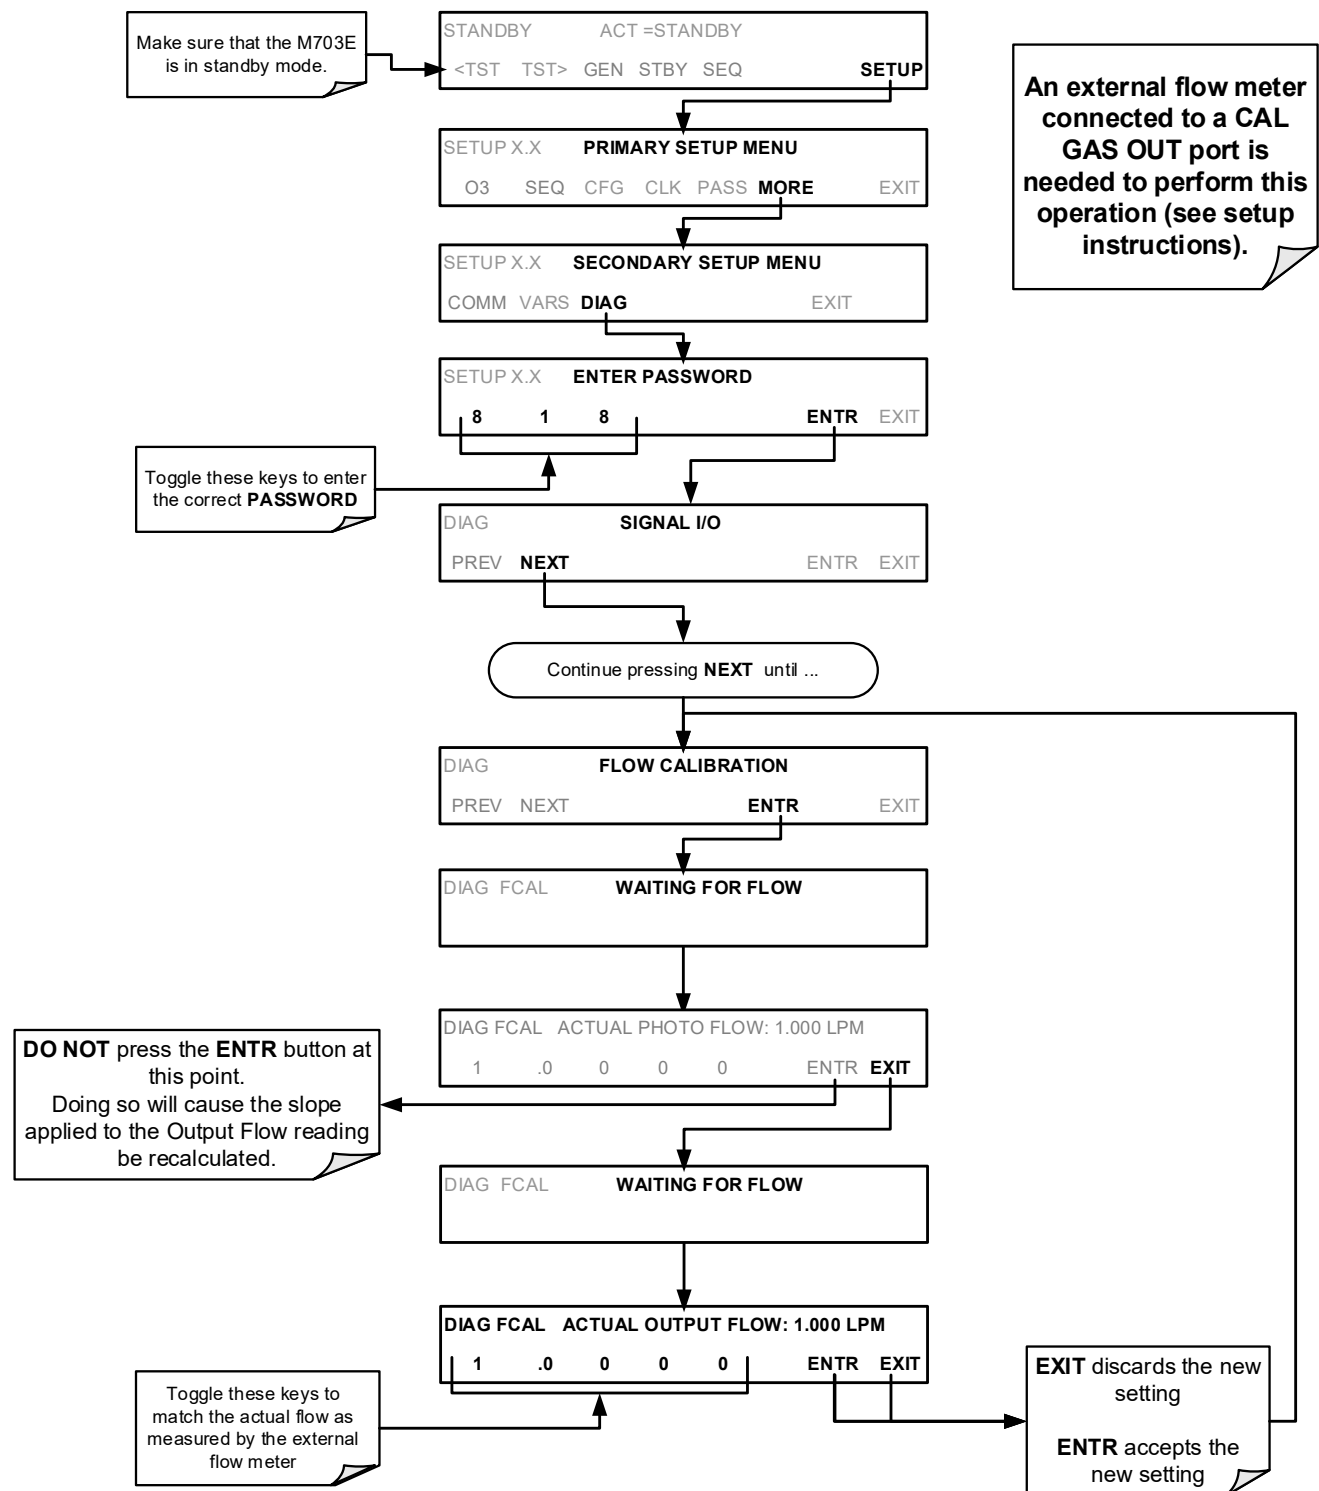 Make sure that the M703E
is in standby mode.
STANDBY ACT =STANDBY
<TST TST> GEN STBY SEQ SETUP
An external flow meter
connected to a CAL
GAS OUT port is
needed to perform this
operation (see setup
instructions).
SETUP X.X PRIMARY SETUP MENU
O3 SEQ CFG CLK PASS MORE EXIT
SETUP X.X SECONDARY SETUP MENU
COMM VARS DIAG EXIT
SETUP X.X ENTER PASSWORD
8 1 8 ENTR EXIT
Toggle these keys to enter
the correct PASSWORD
DIAG SIGNAL I/O
PREV NEXT ENTR EXIT
Continue pressing NEXT until ...
DIAG FLOW CALIBRATION
PREV NEXT ENTR EXIT
DIAG FCAL WAITING FOR FLOW
DIAG FCAL ACTUAL PHOTO FLOW: 1.000 LPM
1 .0 0 0 0 ENTR EXIT
DO NOT press the ENTR button at
this point.
Doing so will cause the slope
applied to the Output Flow reading
be recalculated.
DIAG FCAL WAITING FOR FLOW
DIAG FCAL ACTUAL OUTPUT FLOW: 1.000 LPM
1 .0 0 0 0 ENTR EXIT
Toggle these keys to
match the actual flow as
measured by the external
flow meter
EXIT discards the new
setting
ENTR accepts the
new setting